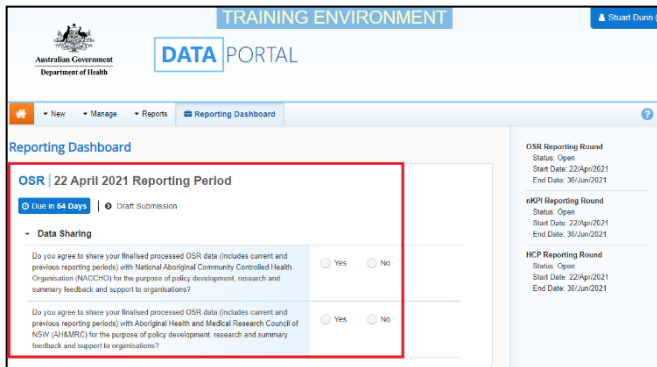 TRAINING ENVIRONMENT
Stuart Dunn
Australian Government
Department of Health
DATA PORTAL
New Manage Reports Reporting Dashboard
Reporting Dashboard
OSR | 22 April 2021 Reporting Period
Due in 64 Days Draft Submission
Data Sharing
Do you agree to share your finalised processed OSR data (includes current and
previous reporting periods) with National Aboriginal Community Controlled Health
Organisation (NACCHO) for the purpose of policy development, research and
summary feedback and support to organisations?
Yes No
Do you agree to share your finalised processed OSR data (includes current and
previous reporting periods) with Aboriginal Health and Medical Research Council of
NSW (AH&MRC) for the purpose of policy development, research and summary
feedback and support to organisations?
Yes No
OSR Reporting Round
Status: Open
Start Date: 22/Apr/2021
End Date: 30/Jun/2021
nKPI Reporting Round
Status: Open
Start Date: 22/Apr/2021
End Date: 30/Jun/2021
HCP Reporting Round
Status: Open
Start Date: 22/Apr/2021
End Date: 30/Jun/2021